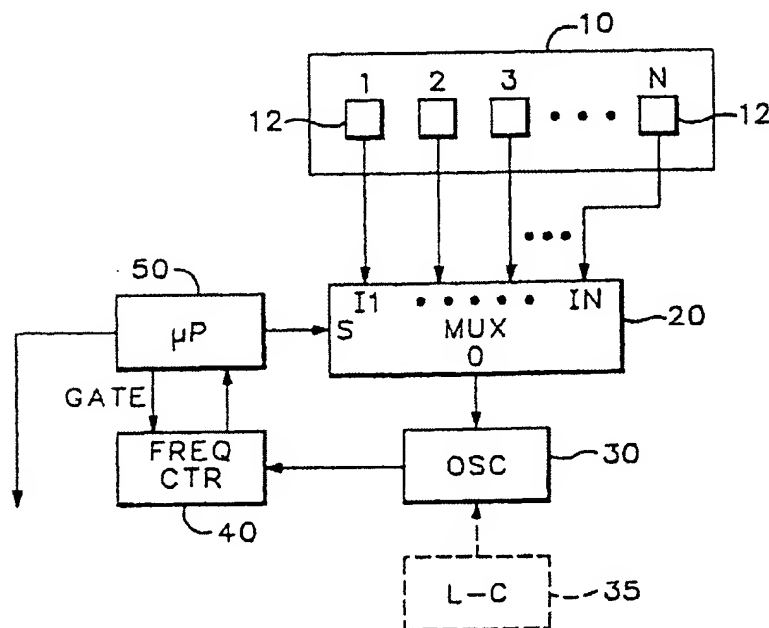 10
1 2 3 N
12 12
50
I1 IN
µP S MUX 20
0
GATE
FREQ
CTR
OSC 30
40
L-C 35